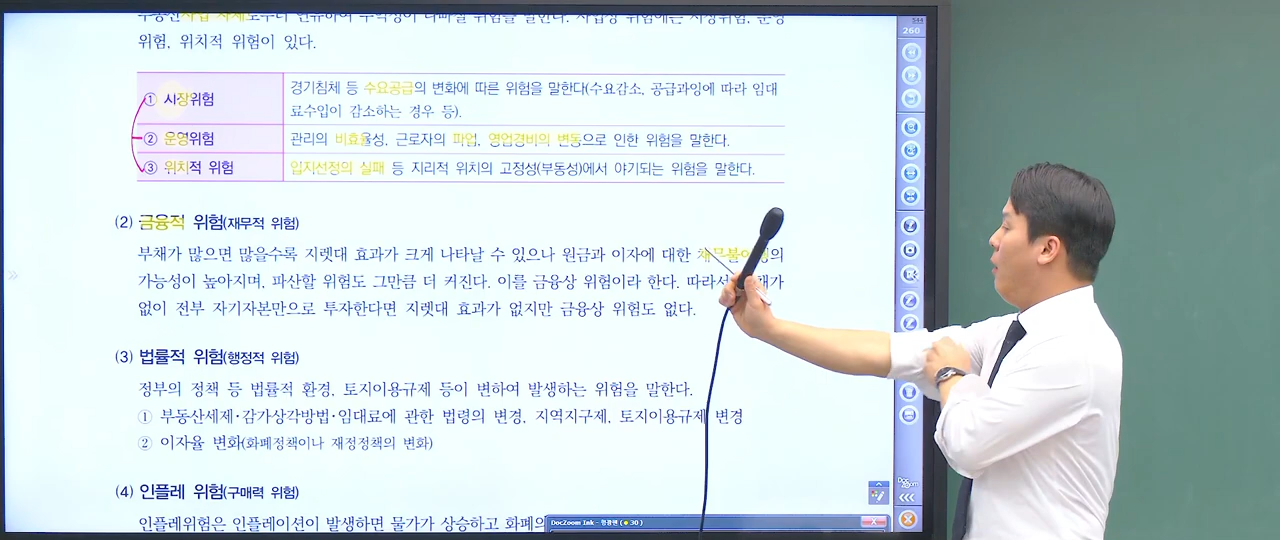 위험, 위치적 위험이 있다.
① 시장위험
경기침체 등 수요공급의 변화에 따른 위험을 말한다(수요감소, 공급과잉에 따라 임대
료수입이 감소하는 경우 등).
② 운영위험
관리의 비효율성, 근로자의 파업, 영업경비의 변동으로 인한 위험을 말한다.
③ 위치적 위험
입지선정의 실패 등 지리적 위치의 고정성(부동성)에서 야기되는 위험을 말한다.
(2) 금융적 위험(재무적 위험)
부채가 많으면 많을수록 지렛대 효과가 크게 나타날 수 있으나 원금과 이자에 대한 채무불이행의
가능성이 높아지며, 파산할 위험도 그만큼 더 커진다. 이를 금융상 위험이라 한다. 따라서
없이 전부 자기자본만으로 투자한다면 지렛대 효과가 없지만 금융상 위험도 없다.
(3) 법률적 위험(행정적 위험)
정부의 정책 등 법률적 환경, 토지이용규제 등이 변하여 발생하는 위험을 말한다.
① 부동산세제·감가상각방법·임대료에 관한 법령의 변경, 지역지구제, 토지이용규제 변경
② 이자율 변화(화폐정책이나 재정정책의 변화)
(4) 인플레 위험(구매력 위험)
인플레위험은 인플레이션이 발생하면 물가가 상승하고 화폐의
544
260